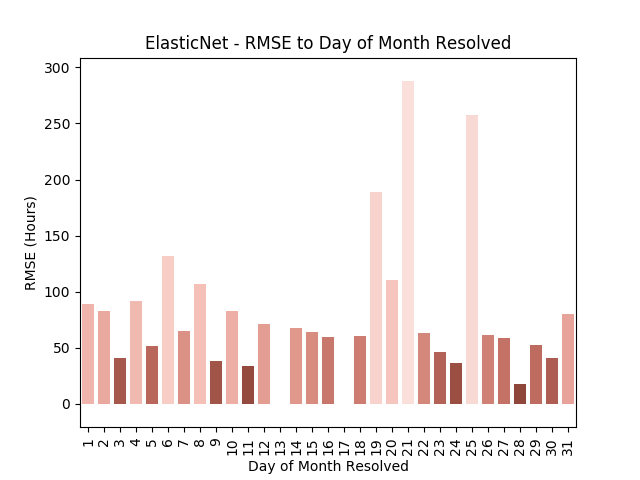 ElasticNet - RMSE to Day of Month Resolved
300
250
200
150
100
50
0
RMSE (Hours)
1 2 3 4 5 6 7 8 9 10 11 12 13 14 15 16 17 18 19 20 21 22 23 24 25 26 27 28 29 30 31
Day of Month Resolved